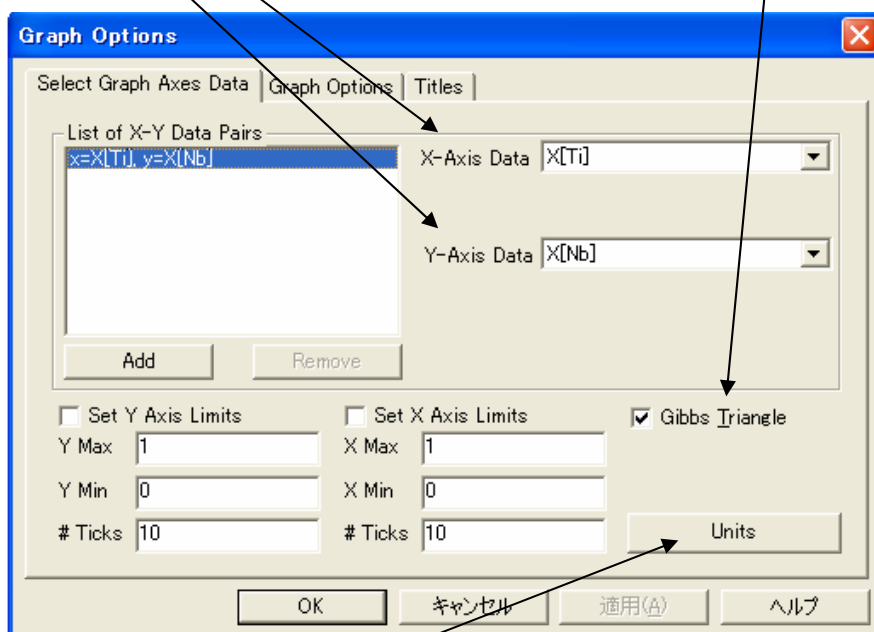 Graph Options
Select Graph Axes Data Graph Options Titles
List of X-Y Data Pairs
x=X[Ti], y=X[Nb]
X-Axis Data X[Ti]
Y-Axis Data X[Nb]
Add Remove
Set Y Axis Limits Set X Axis Limits Gibbs Triangle
Y Max 1 X Max 1
Y Min 0 X Min 0
# Ticks 10 # Ticks 10 Units
OK キャンセル 適用(A) ヘルプ